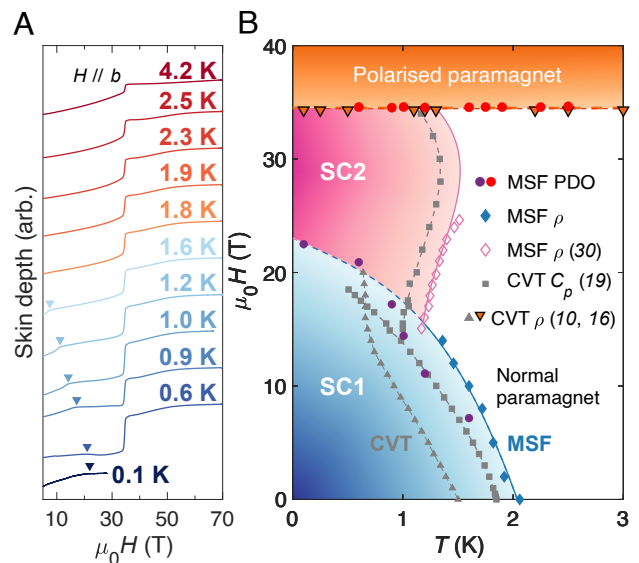 A
H // b
4.2 K
2.5 K
2.3 K
1.9 K
1.8 K
1.6 K
1.2 K
1.0 K
0.9 K
0.6 K
0.1 K
Skin depth (arb.)
10 30 50 70
μ₀H (T)
B
40
30
20
10
0
μ₀H (T)
Polarised paramagnet
SC2
MSF PDO
MSF ρ
MSF ρ (30)
CVT Cₚ (19)
CVT ρ (10, 16)
SC1
Normal
paramagnet
CVT
MSF
0 1 2 3
T (K)